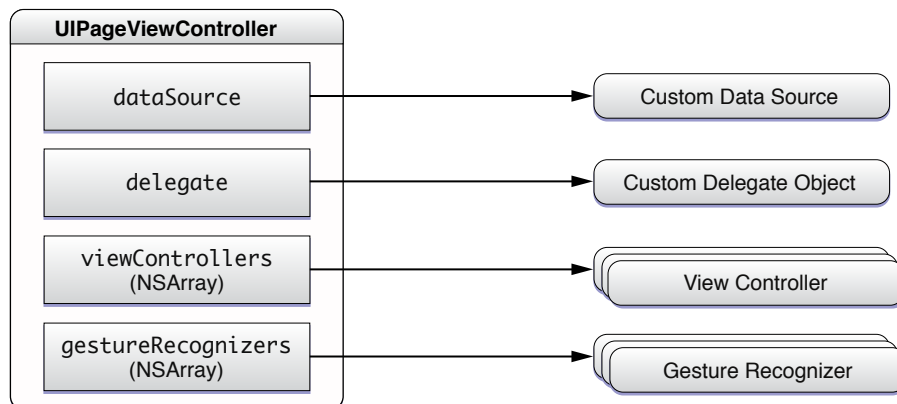 UIPageViewController
dataSource
Custom Data Source
delegate
Custom Delegate Object
viewControllers
(NSArray)
View Controller
gestureRecognizers
(NSArray)
Gesture Recognizer